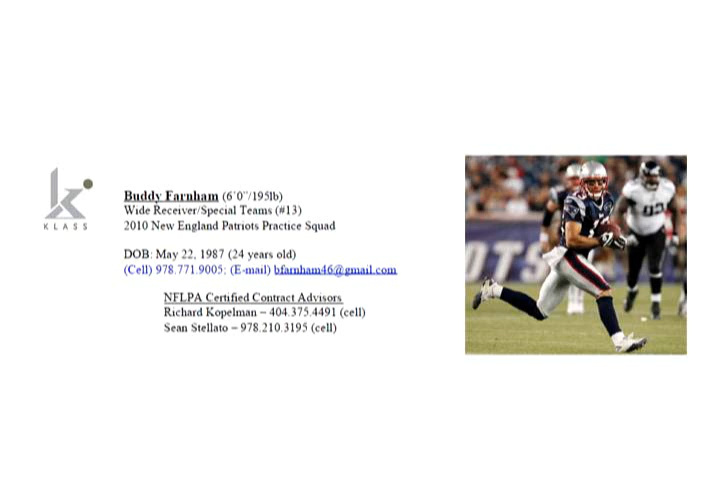 KLASS
Buddy Farnham (6'0"/195lb)
Wide Receiver/Special Teams (#13)
2010 New England Patriots Practice Squad
DOB: May 22, 1987 (24 years old)
(Cell) 978.771.9005; (E-mail) bfarnham46@gmail.com
NFLPA Certified Contract Advisors
Richard Kopelman – 404.375.4491 (cell)
Sean Stellato – 978.210.3195 (cell)